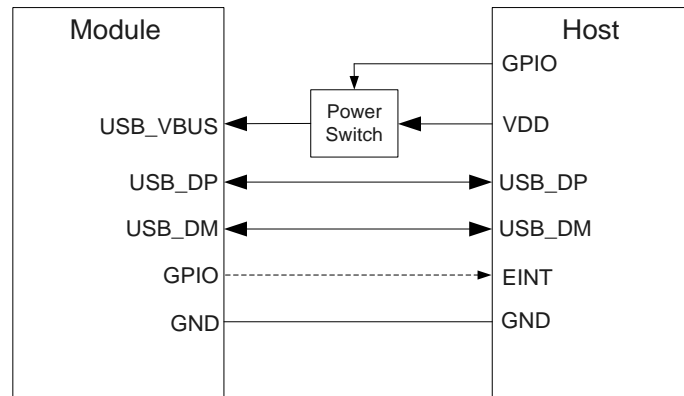 Module
Host
GPIO
Power
Switch
USB_VBUS
VDD
USB_DP
USB_DP
USB_DM
USB_DM
GPIO
EINT
GND
GND